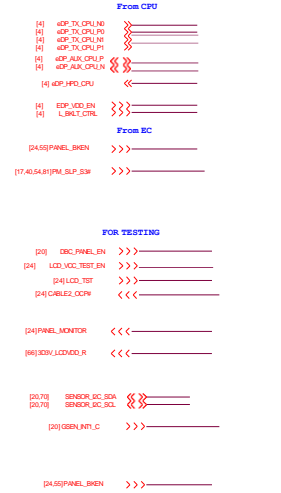 From CPU
[4] eDP_TX_CPU_N0
[4] eDP_TX_CPU_P0
[4] eDP_TX_CPU_N1
[4] eDP_TX_CPU_P1
[4] eDP_AUX_CPU_P
[4] eDP_AUX_CPU_N
[4] eDP_HPD_CPU
[4] EDP_VDD_EN
[4] L_BKLT_CTRL
From EC
[24,55] PANEL_BKEN
[17,40,54,81] PM_SLP_S3#
FOR TESTING
[20] DBC_PANEL_EN
[24] LCD_VCC_TEST_EN
[24] LCD_TST
[24] CABLE2_OCP#
[24] PANEL_MONITOR
[66] 3D3V_LCDVDD_R
[20,70] SENSOR_I2C_SDA
[20,70] SENSOR_I2C_SCL
[20] GSEN_INT1_C
[24,55] PANEL_BKEN